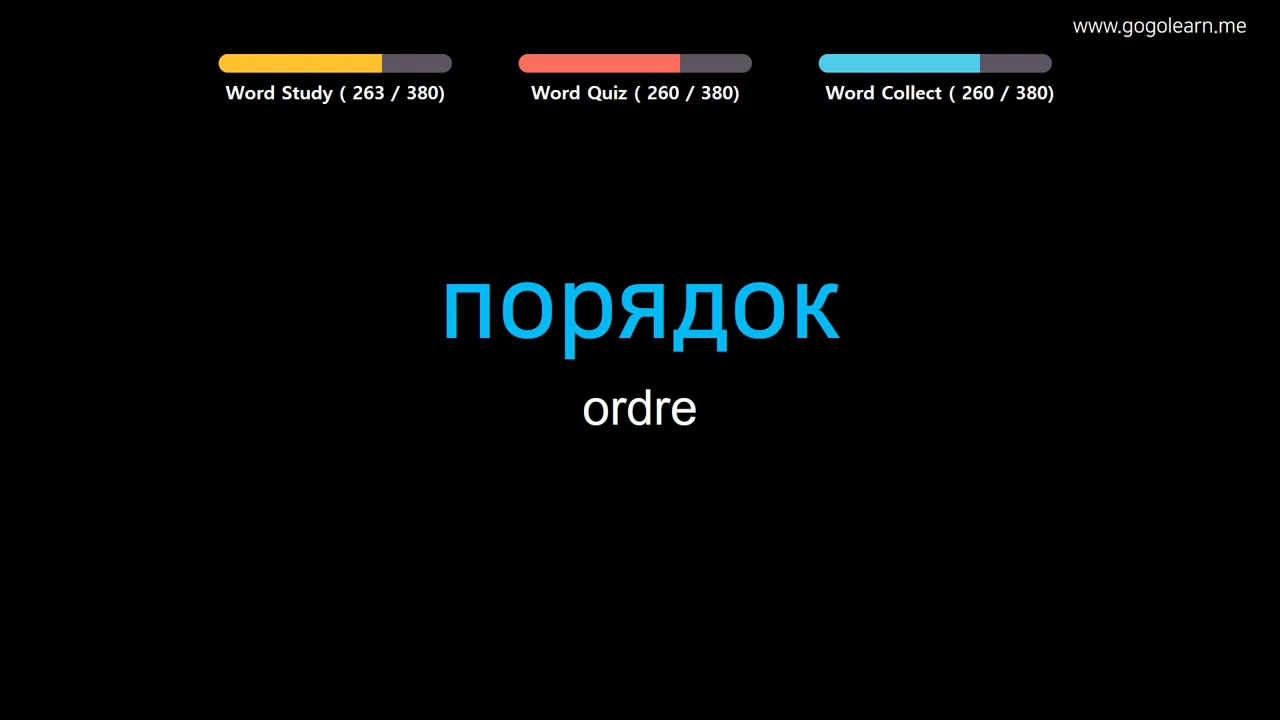 www.gogolearn.me
Word Study ( 263 / 380)
Word Quiz ( 260 / 380)
Word Collect ( 260 / 380)
порядок
ordre